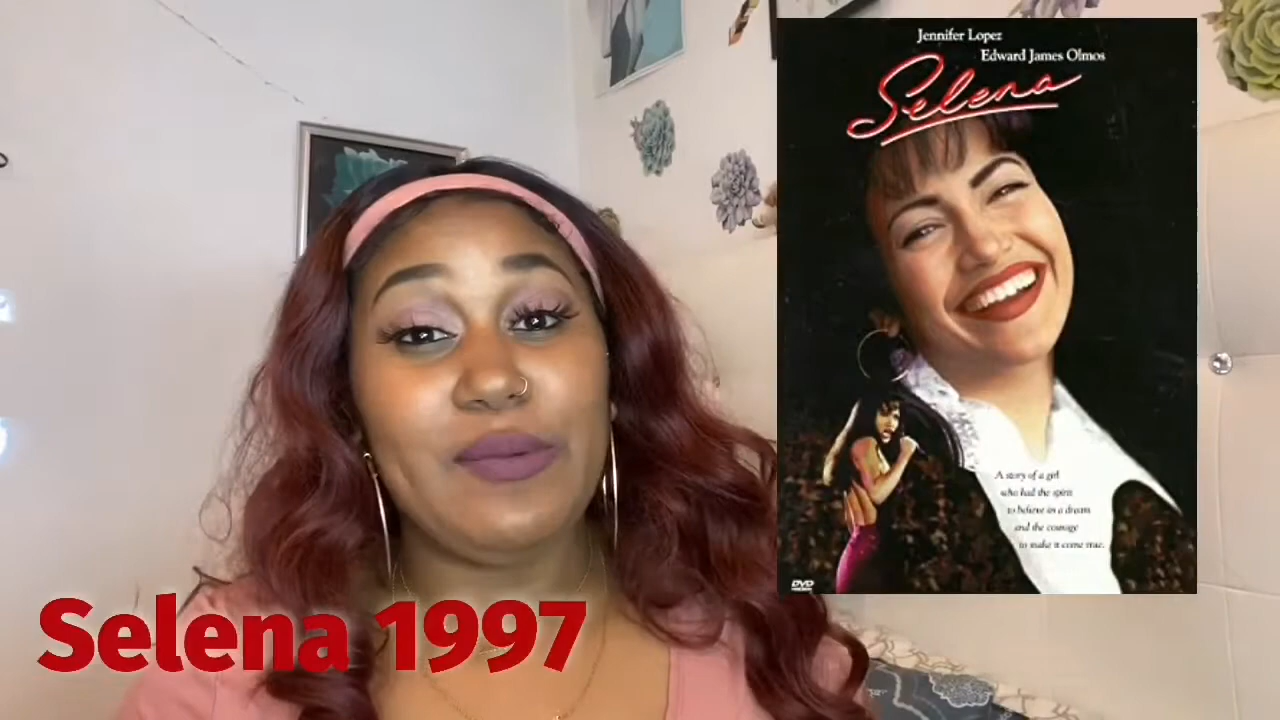 Jennifer Lopez
Edward James Olmos
Selena
A story of a girl
who had the spirit
to believe in a dream
and the courage
to make it come true.
DVD
Selena 1997